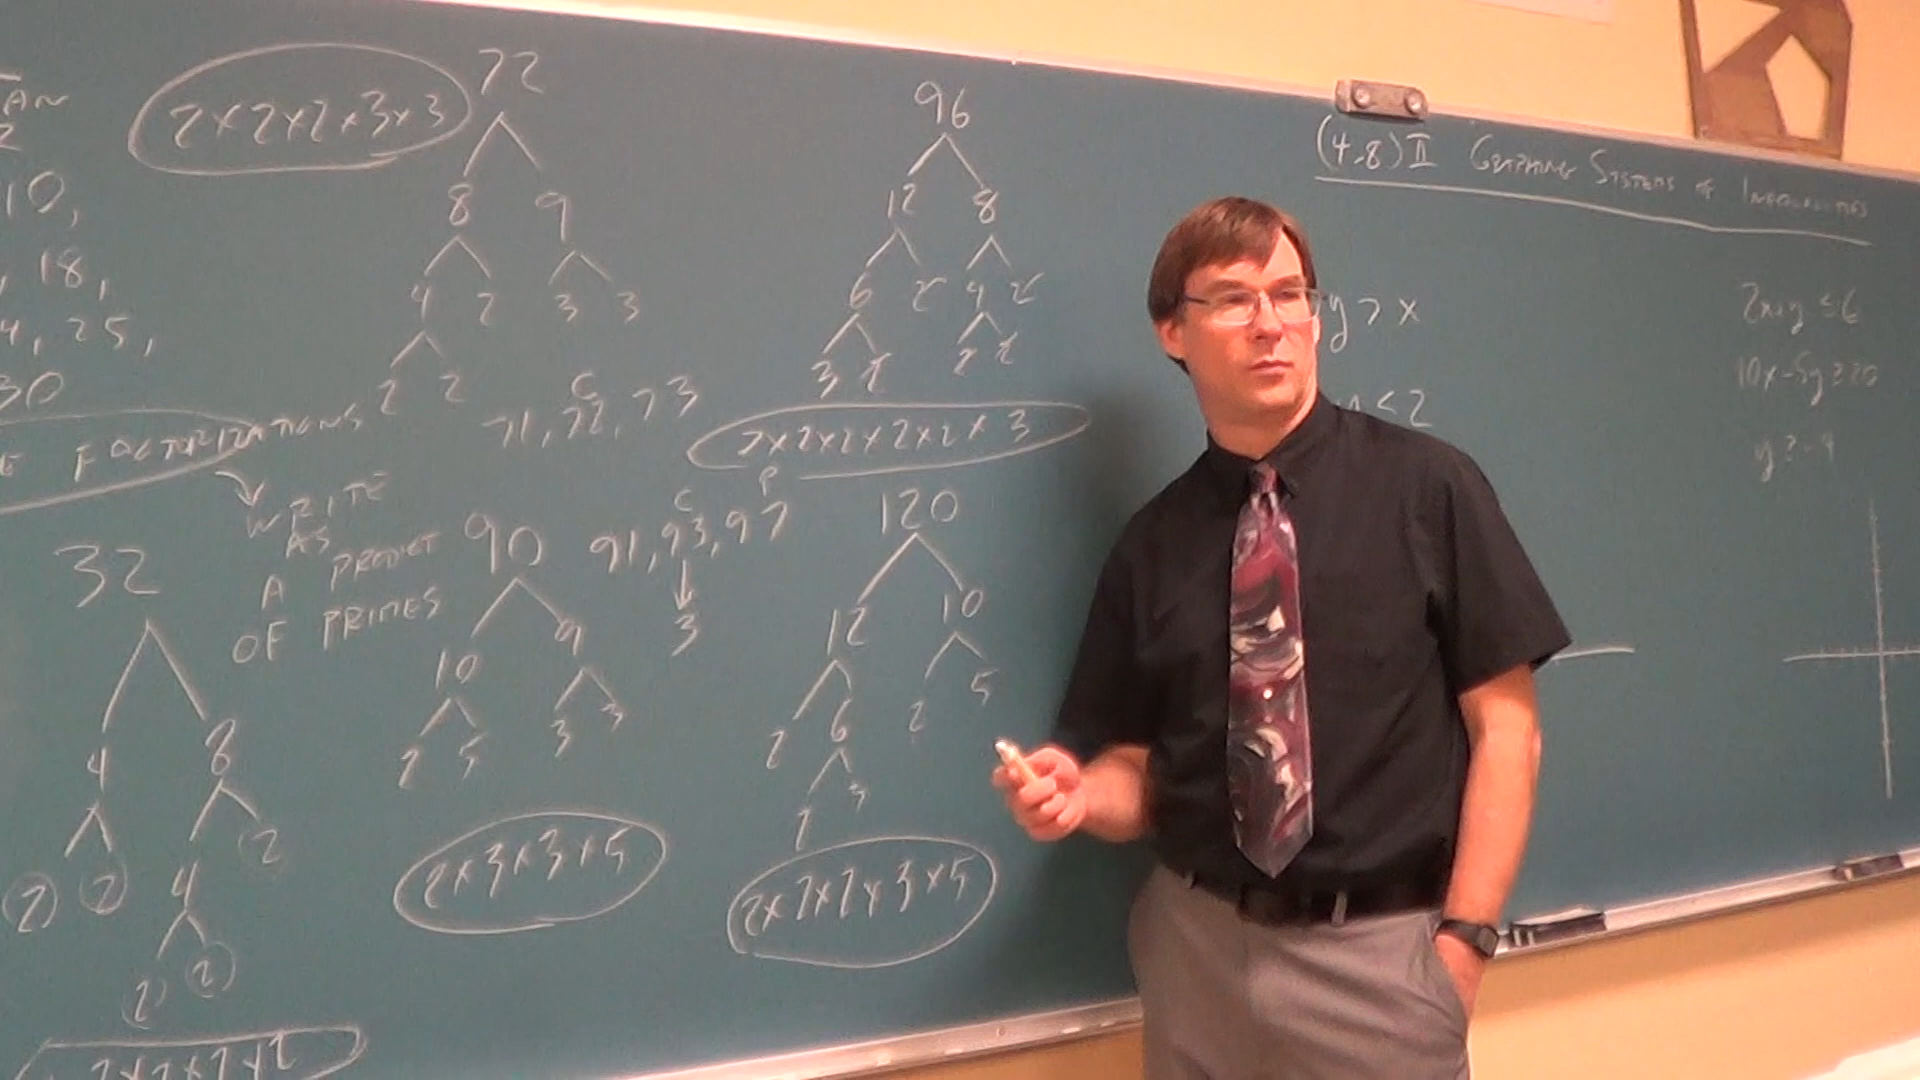 2×2×2×3×3
72
8 9
4 2 3 3
2 2
71, 72, 73
C
10,
18,
25,
30
FACTORIZATIONS
WRITE
AS
A PRODUCT
OF PRIMES
32
4 8
2 2 4 2
2 2
90
10 9
2 5 3 3
2×3×3×5
91, 93, 97
C P
3
96
12 8
6 2 4 2
3 2 2 2
2×2×2×2×2×3
120
12 10
2 6 2 5
2 3
2×2×2×3×5
(4-8) II GRAPHING SYSTEMS OF INEQUALITIES
y > x
≤ 2
2x+y ≤ 6
10x-5y ≥ 20